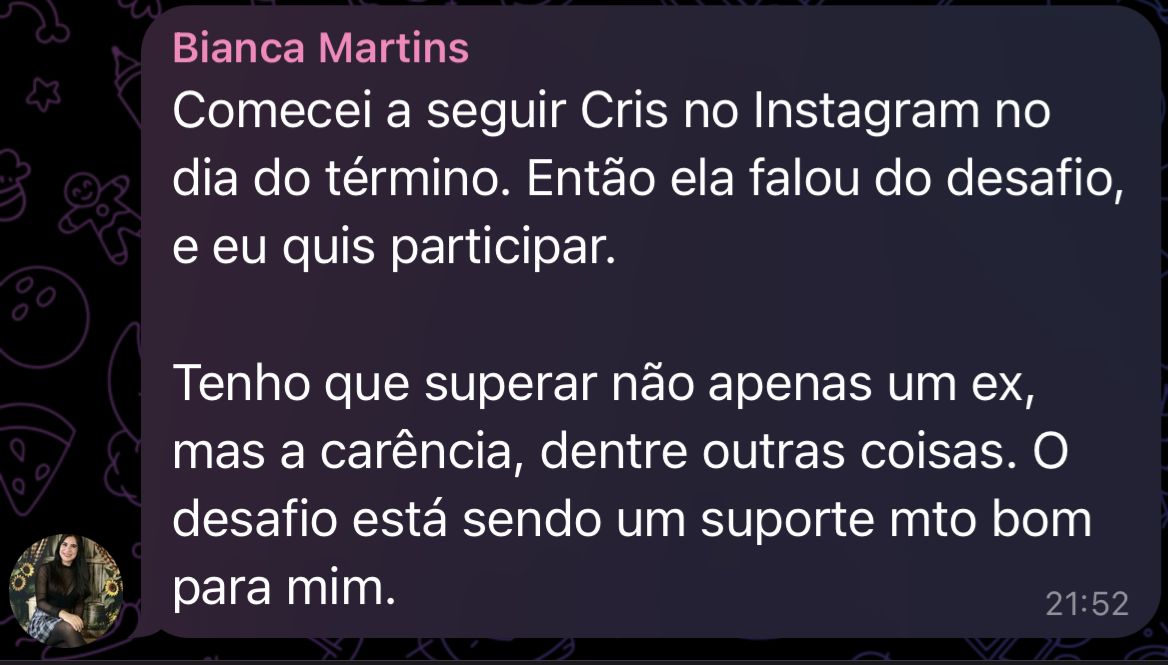 Bianca Martins
Comecei a seguir Cris no Instagram no
dia do término. Então ela falou do desafio,
e eu quis participar.
Tenho que superar não apenas um ex,
mas a carência, dentre outras coisas. O
desafio está sendo um suporte mto bom
para mim.
21:52